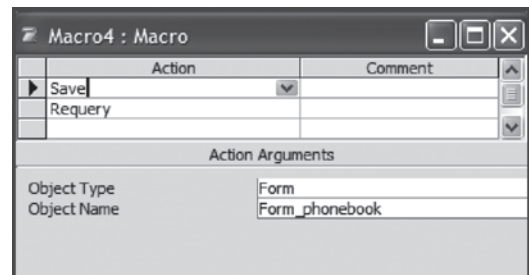 Macro4 : Macro
Action Comment
Save
Requery
Action Arguments
Object Type Form
Object Name Form_phonebook